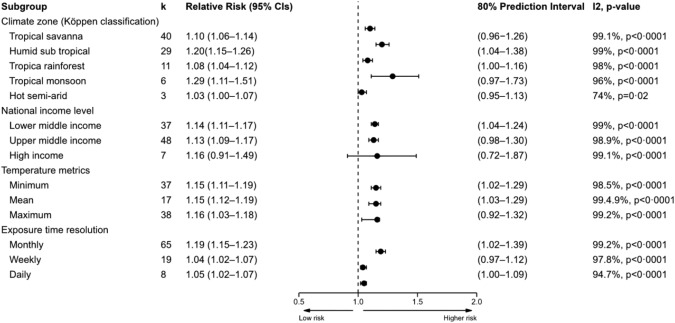 Subgroup k Relative Risk (95% CIs) 80% Prediction Interval I2, p-value
Climate zone (Köppen classification)
Tropical savanna 40 1.10 (1.06−1.14) (0.96−1.26) 99.1%, p<0·0001
Humid sub tropical 29 1.20(1.15−1.26) (1.04−1.38) 99%, p<0·0001
Tropica rainforest 11 1.08 (1.04−1.12) (1.00−1.16) 98%, p<0·0001
Tropical monsoon 6 1.29 (1.11−1.51) (0.97−1.73) 96%, p<0·0001
Hot semi-arid 3 1.03 (1.00−1.07) (0.95−1.13) 74%, p=0·02
National income level
Lower middle income 37 1.14 (1.11−1.17) (1.04−1.24) 99%, p<0·0001
Upper middle income 48 1.13 (1.09−1.17) (0.98−1.30) 98.9%, p<0·0001
High income 7 1.16 (0.91−1.49) (0.72−1.87) 99.1%, p<0·0001
Temperature metrics
Minimum 37 1.15 (1.11−1.19) (1.02−1.29) 98.5%, p<0·0001
Mean 17 1.15 (1.12−1.19) (1.03−1.29) 99.4.9%, p<0·0001
Maximum 38 1.16 (1.03−1.18) (0.92−1.32) 99.2%, p<0·0001
Exposure time resolution
Monthly 65 1.19 (1.15−1.23) (1.02−1.39) 99.2%, p<0·0001
Weekly 19 1.04 (1.02−1.07) (0.97−1.12) 97.8%, p<0·0001
Daily 8 1.05 (1.02−1.07) (1.00−1.09) 94.7%, p<0·0001
0.5 1.0 1.5 2.0
Low risk Higher risk